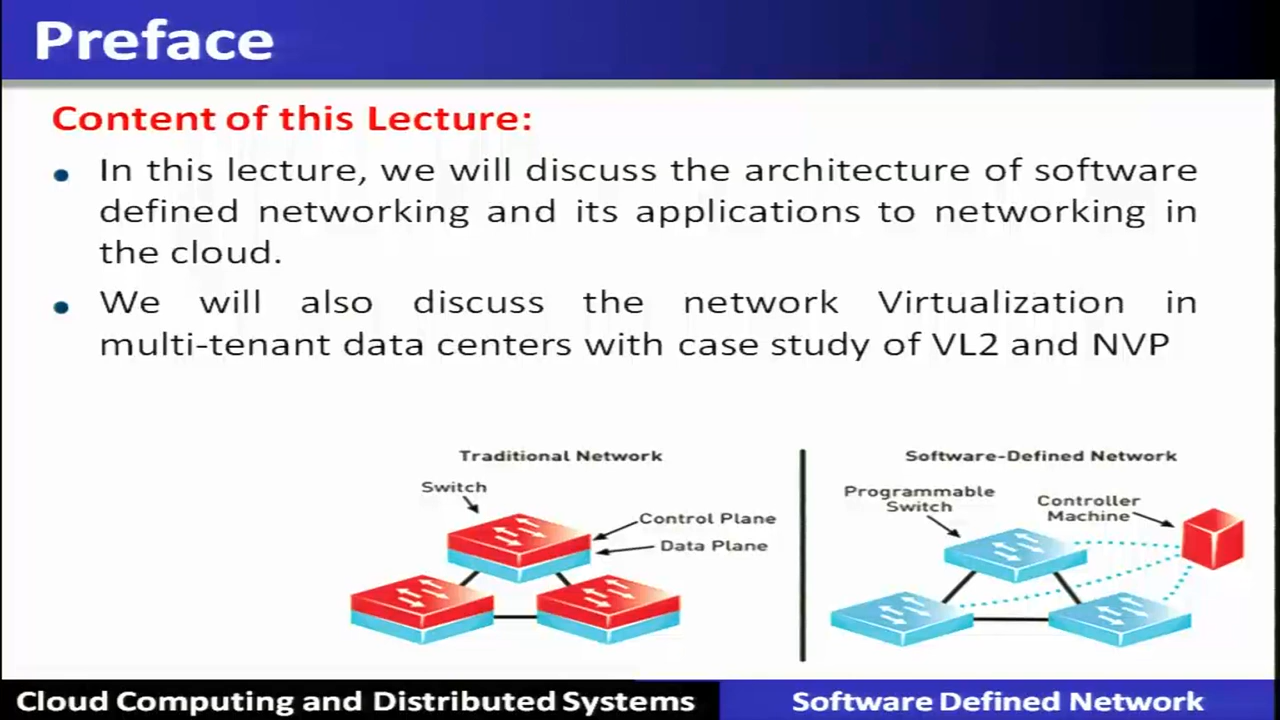 Preface
Content of this Lecture:
In this lecture, we will discuss the architecture of software
defined networking and its applications to networking in
the cloud.
We will also discuss the network Virtualization in
multi-tenant data centers with case study of VL2 and NVP
Traditional Network
Switch
Control Plane
Data Plane
Software-Defined Network
Programmable
Switch
Controller
Machine
Cloud Computing and Distributed Systems
Software Defined Network